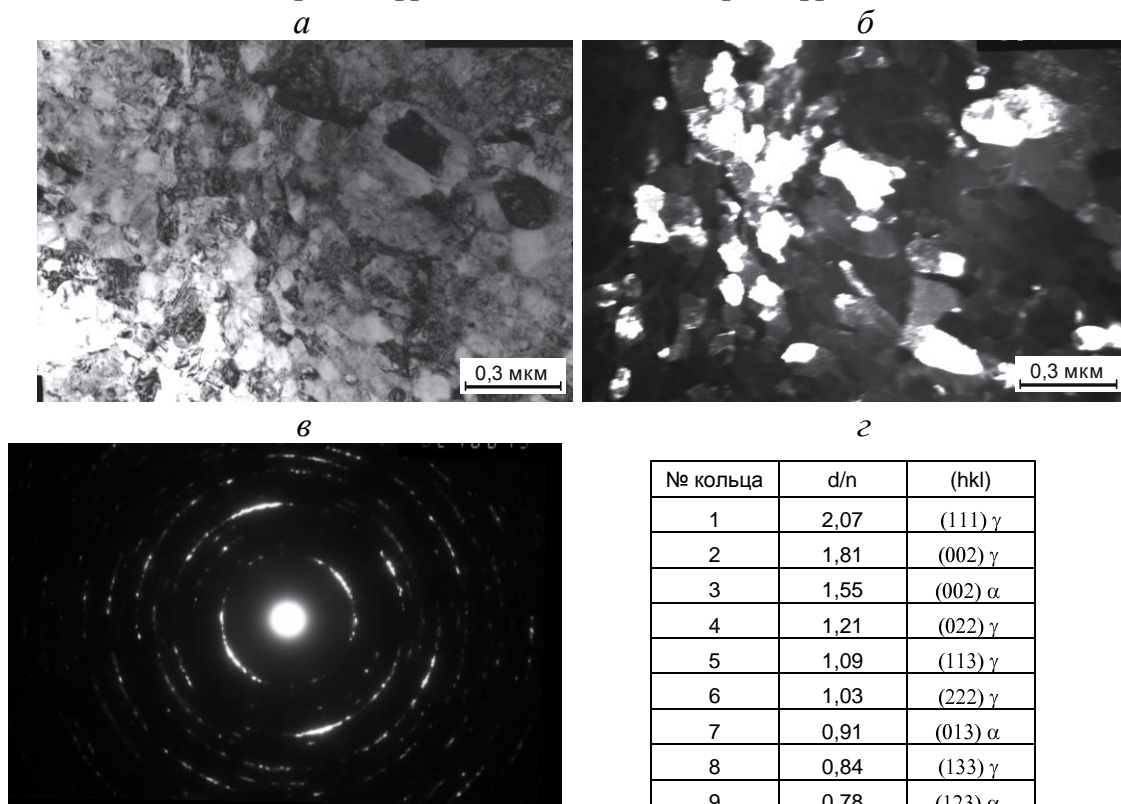 а
б
0,3 мкм
0,3 мкм
в
г
№ кольца d/n (hkl)
1 2,07 (111) γ
2 1,81 (002) γ
3 1,55 (002) α
4 1,21 (022) γ
5 1,09 (113) γ
6 1,03 (222) γ
7 0,91 (013) α
8 0,84 (133) γ
9 0,78 (123) α